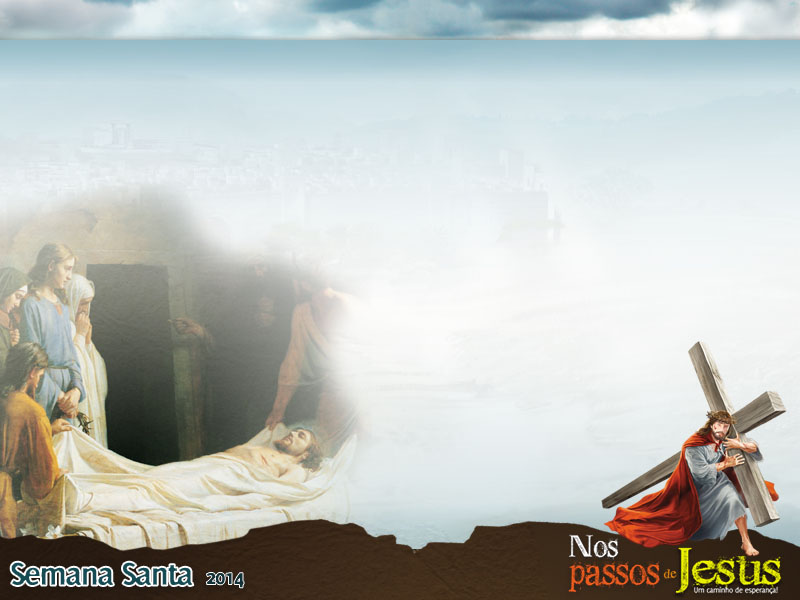 Semana Santa 2014
Nos
passos de Jesus
Um caminho de esperança!